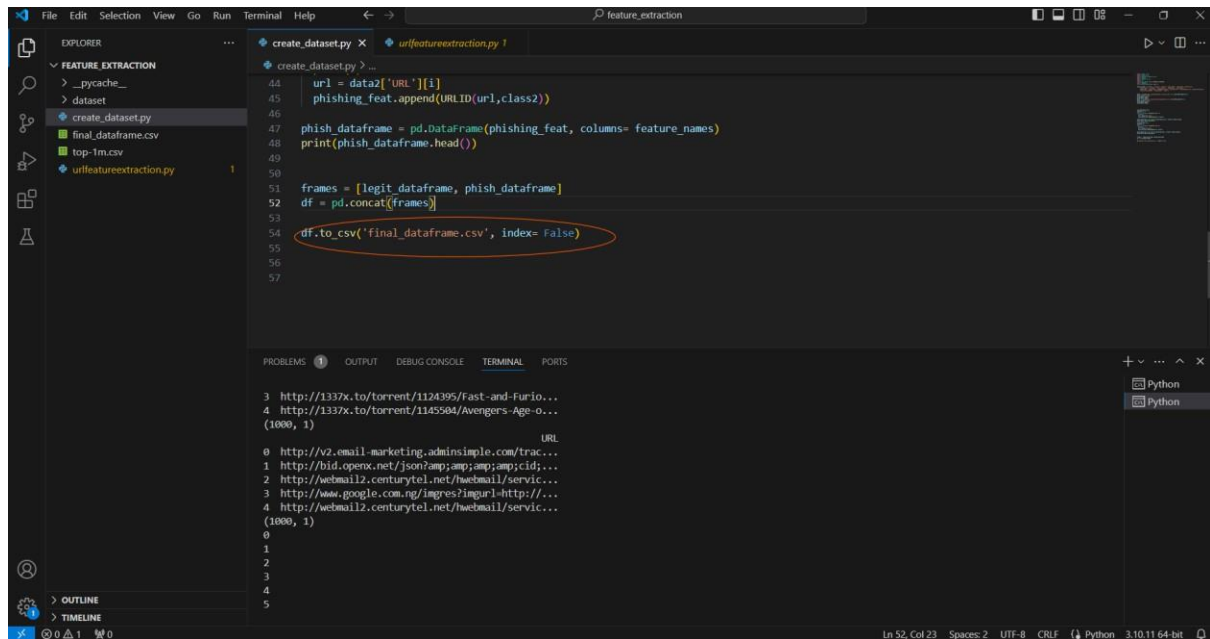 File Edit Selection View Go Run Terminal Help
feature_extraction
EXPLORER
FEATURE_EXTRACTION
__pycache__
dataset
create_dataset.py
final_dataframe.csv
top-1m.csv
urlfeatureextraction.py 1
OUTLINE
TIMELINE
create_dataset.py
urlfeatureextraction.py 1
create_dataset.py > ...
44 url = data2['URL'][i]
45 phishing_feat.append(URLID(url,class2))
46
47 phish_dataframe = pd.DataFrame(phishing_feat, columns= feature_names)
48 print(phish_dataframe.head())
49
50
51 frames = [legit_dataframe, phish_dataframe]
52 df = pd.concat(frames)
53
54 df.to_csv('final_dataframe.csv', index= False)
55
56
57
PROBLEMS 1 OUTPUT DEBUG CONSOLE TERMINAL PORTS
Python
Python
3 http://1337x.to/torrent/1124395/Fast-and-Furio...
4 http://1337x.to/torrent/1145504/Avengers-Age-o...
(1000, 1)
URL
0 http://v2.email-marketing.adminsimple.com/trac...
1 http://bid.openx.net/json?amp;amp;amp;amp;cid;...
2 http://webmail2.centurytel.net/hwebmail/servic...
3 http://www.google.com.ng/imgres?imgurl=http://...
4 http://webmail2.centurytel.net/hwebmail/servic...
(1000, 1)
0
1
2
3
4
5
0 1 0
Ln 52, Col 23 Spaces: 2 UTF-8 CRLF Python 3.10.11 64-bit